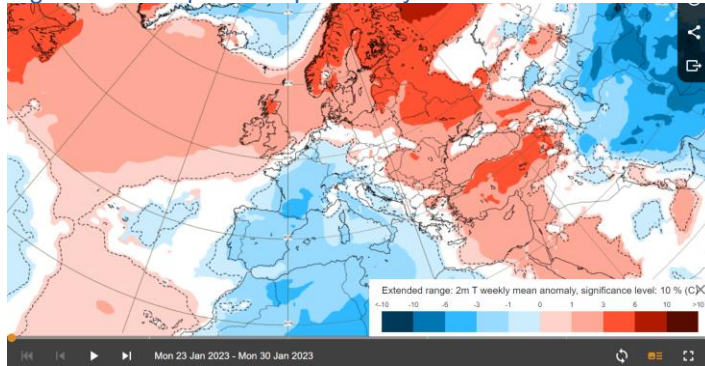 Extended range: 2m T weekly mean anomaly, significance level: 10 % (C)
<-10 -10 -6 -3 -1 0 1 3 6 10 >10
Mon 23 Jan 2023 - Mon 30 Jan 2023